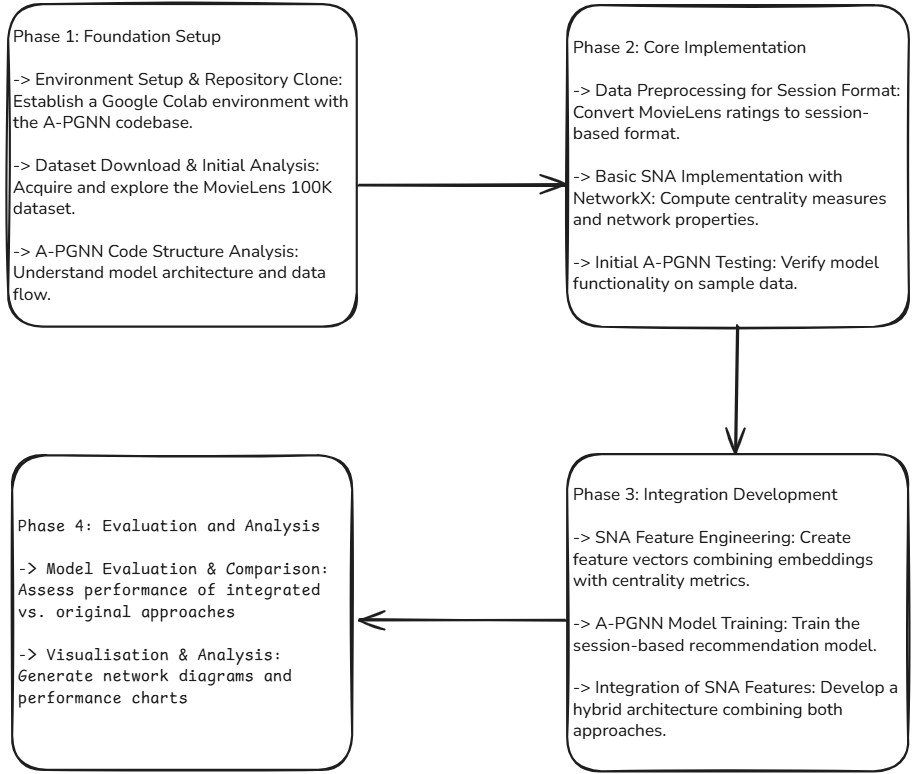 Phase 1: Foundation Setup
-> Environment Setup & Repository Clone:
Establish a Google Colab environment with
the A-PGNN codebase.
-> Dataset Download & Initial Analysis:
Acquire and explore the MovieLens 100K
dataset.
-> A-PGNN Code Structure Analysis:
Understand model architecture and data
flow.
Phase 2: Core Implementation
-> Data Preprocessing for Session Format:
Convert MovieLens ratings to session-
based format.
-> Basic SNA Implementation with
NetworkX: Compute centrality measures
and network properties.
-> Initial A-PGNN Testing: Verify model
functionality on sample data.
Phase 3: Integration Development
-> SNA Feature Engineering: Create
feature vectors combining embeddings
with centrality metrics.
-> A-PGNN Model Training: Train the
session-based recommendation model.
-> Integration of SNA Features: Develop a
hybrid architecture combining both
approaches.
Phase 4: Evaluation and Analysis
-> Model Evaluation & Comparison:
Assess performance of integrated
vs. original approaches
-> Visualisation & Analysis:
Generate network diagrams and
performance charts